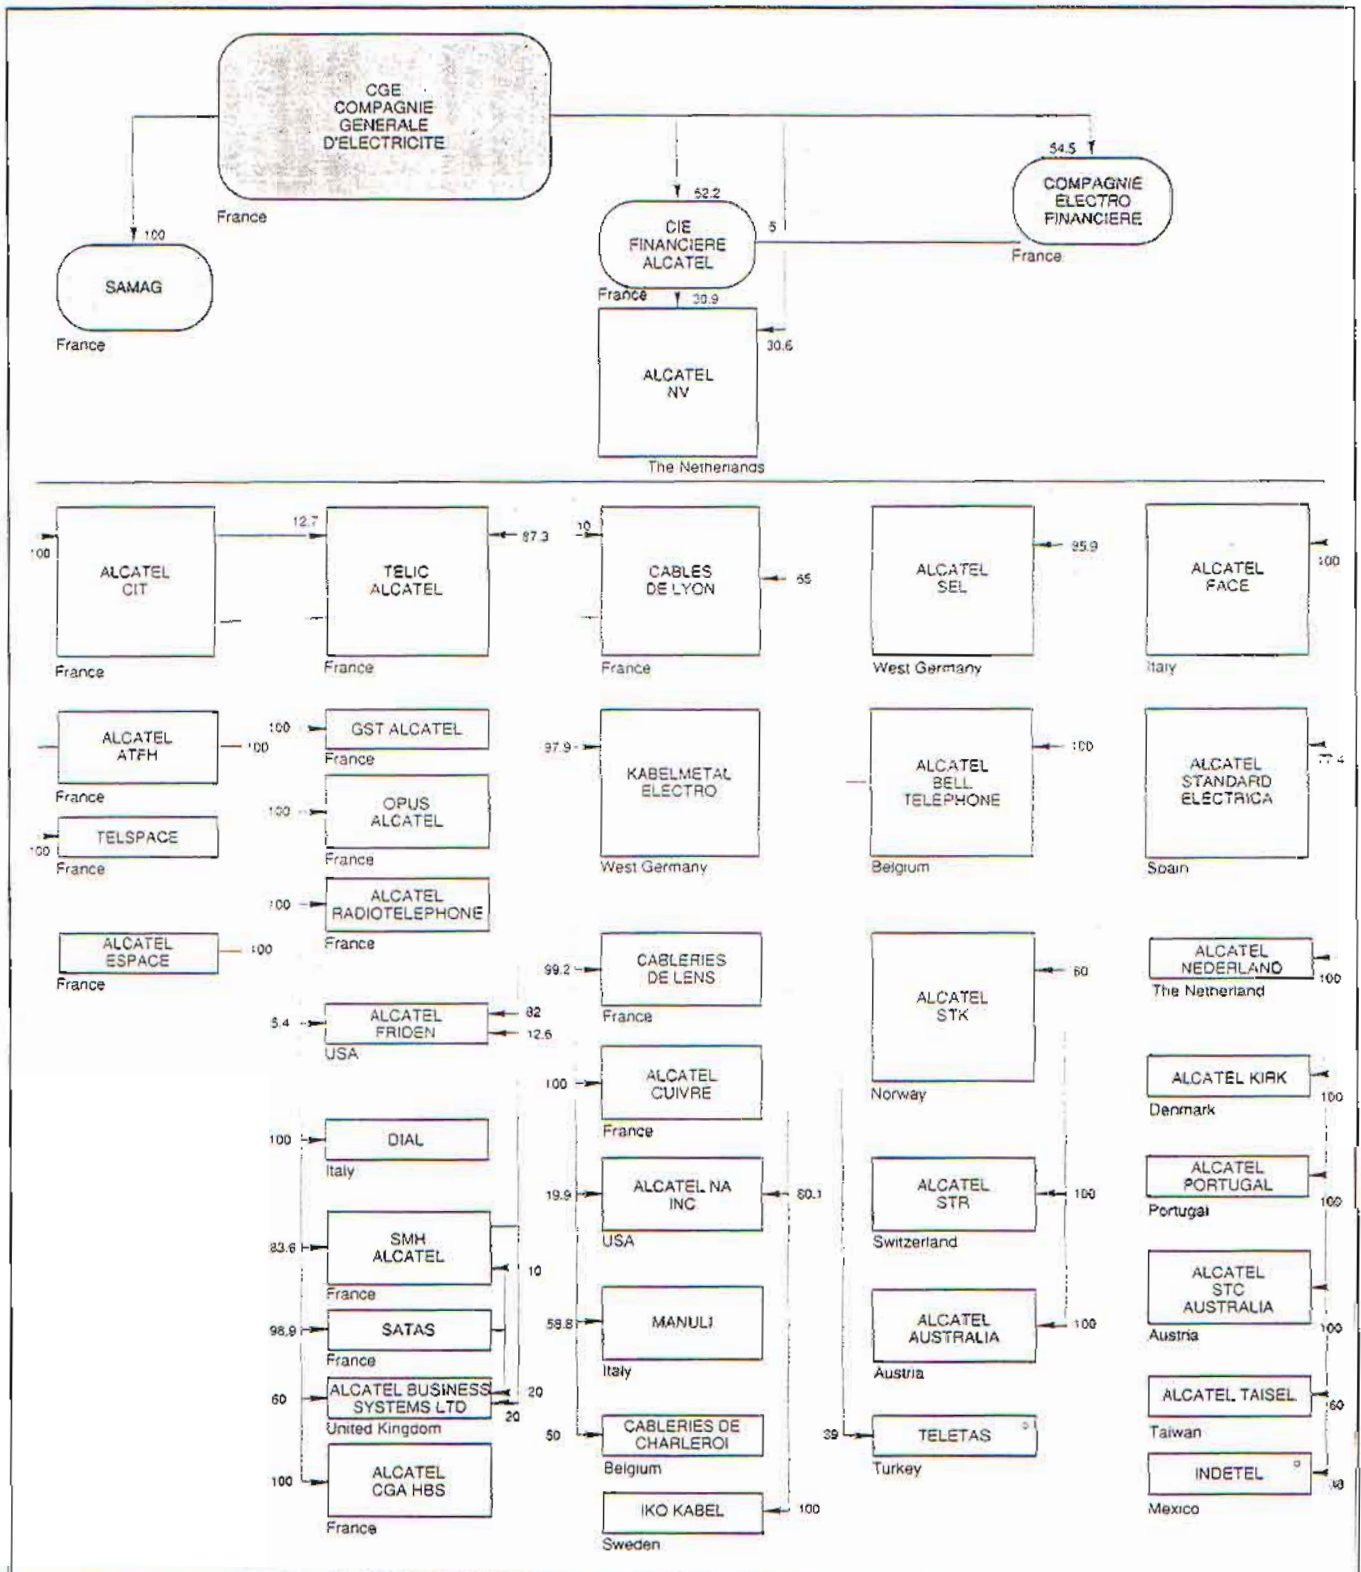 CGE
COMPAGNIE
GENERALE
D'ELECTRICITE
France
100
SAMAG
France
52.2
CIE
FINANCIERE
ALCATEL
France
5
54.5
COMPAGNIE
ELECTRO
FINANCIERE
France
30.9
30.6
ALCATEL
NV
The Netherlands
100
ALCATEL
CIT
France
12.7
TELIC
ALCATEL
87.3
France
10
CABLES
DE LYON
65
France
ALCATEL
SEL
95.9
West Germany
ALCATEL
FACE
100
Italy
ALCATEL
ATFH
100
France
100
TELSPACE
France
ALCATEL
ESPACE
100
France
100
GST ALCATEL
France
100
OPUS
ALCATEL
France
100
ALCATEL
RADIOTELEPHONE
France
5.4
ALCATEL
FRIDEN
82
12.6
USA
100
DIAL
Italy
83.6
SMH
ALCATEL
10
France
98.9
SATAS
France
60
ALCATEL BUSINESS
SYSTEMS LTD
20
20
United Kingdom
100
ALCATEL
CGA HBS
France
97.9
KABELMETAL
ELECTRO
West Germany
99.2
CABLERIES
DE LENS
France
100
ALCATEL
CUIVRE
France
19.9
ALCATEL NA
INC
80.1
USA
58.8
MANULI
Italy
50
CABLERIES DE
CHARLEROI
Belgium
IKO KABEL
100
Sweden
ALCATEL
BELL
TELEPHONE
100
Belgium
ALCATEL
STK
60
Norway
ALCATEL
STR
100
Switzerland
ALCATEL
AUSTRALIA
100
Austria
39
TELETAS
Turkey
ALCATEL
STANDARD
ELECTRICA
77.4
Spain
ALCATEL
NEDERLAND
100
The Netherland
ALCATEL KIRK
100
Denmark
ALCATEL
PORTUGAL
100
Portugal
ALCATEL
STC
AUSTRALIA
100
Austria
ALCATEL TAISEL
60
Taiwan
INDETEL
Mexico